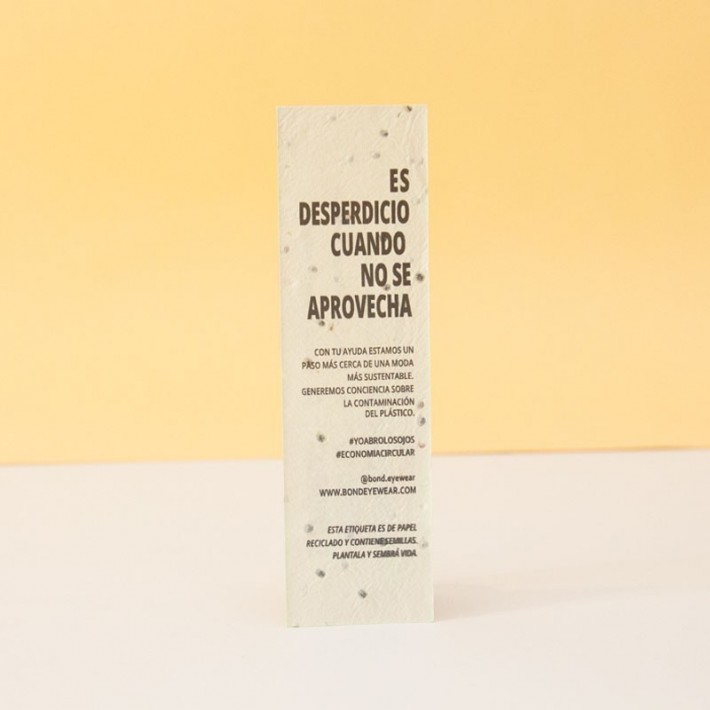 ES
DESPERDICIO
CUANDO
NO SE
APROVECHA
CON TU AYUDA ESTAMOS UN
PASO MÁS CERCA DE UNA MODA
MÁS SUSTENTABLE.
GENEREMOS CONCIENCIA SOBRE
LA CONTAMINACIÓN
DEL PLÁSTICO.
#YOABROLOSOJOS
#ECONOMIACIRCULAR
@bond.eyewear
WWW.BONDEYEWEAR.COM
ESTA ETIQUETA ES DE PAPEL
RECICLADO Y CONTIENE SEMILLAS.
PLANTALA Y SEMBRÁ VIDA.